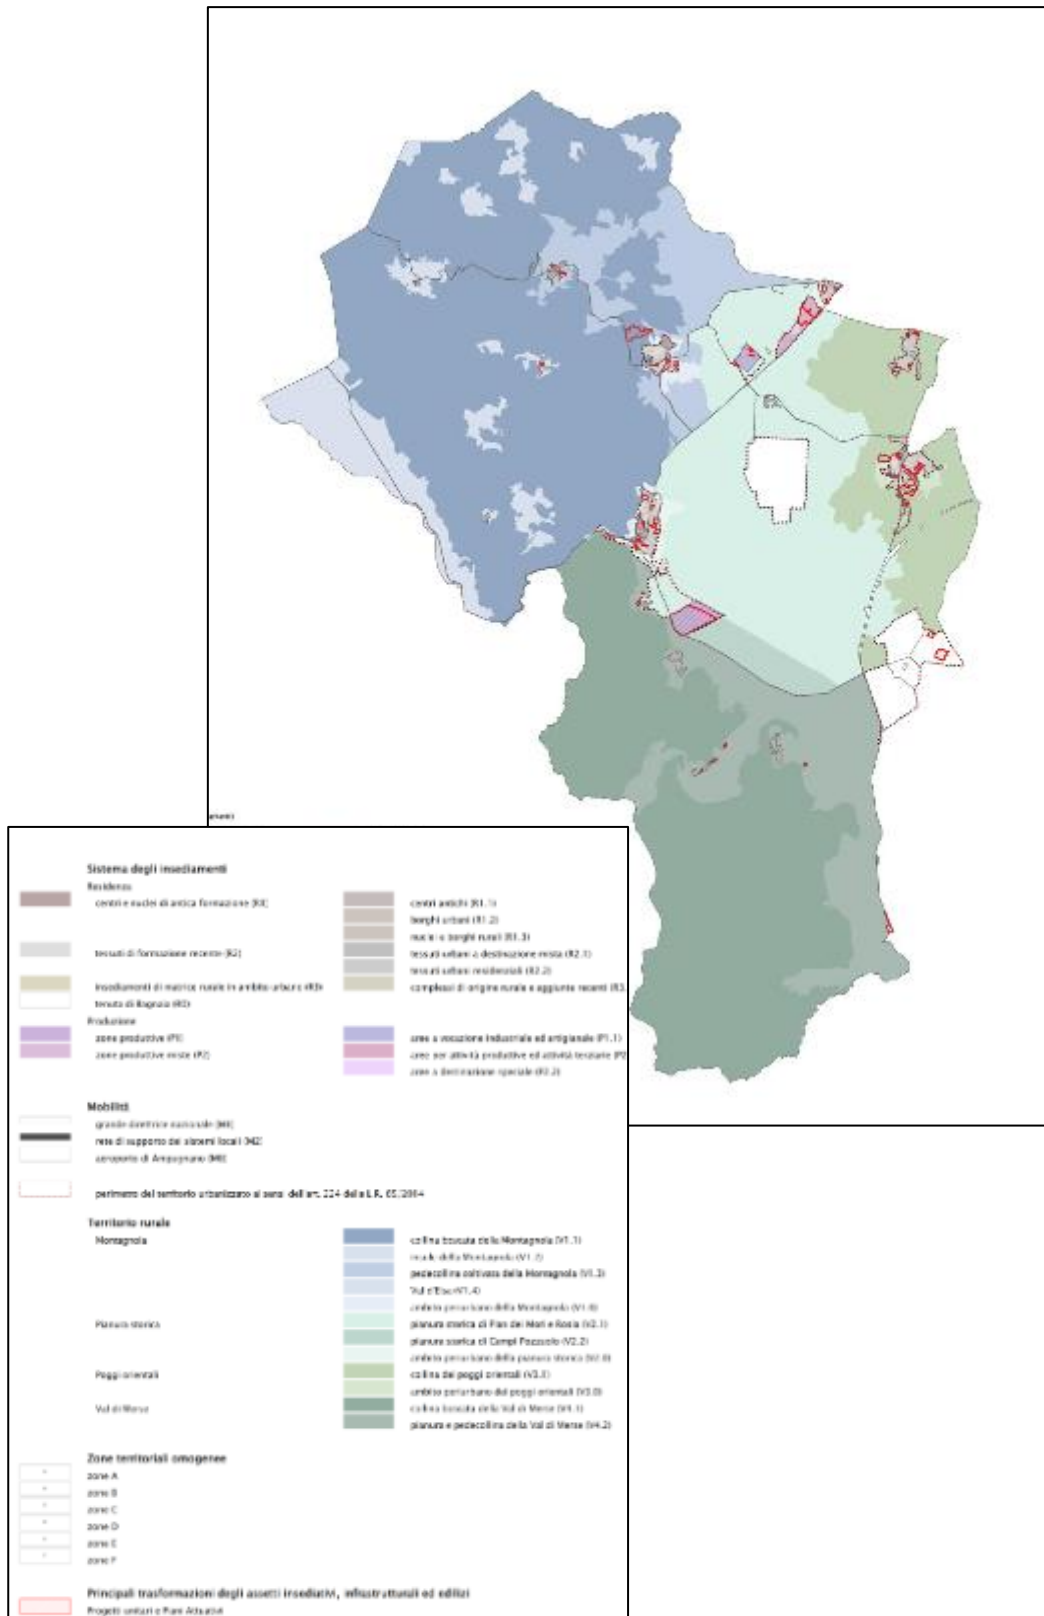 Sistema degli insediamenti
Residenza
centri e nuclei di antica formazione (R1)
centri antichi (R1.1)
borghi urbani (R1.2)
nuclei e borghi rurali (R1.3)
tessuti di formazione recente (R2)
tessuti urbani a destinazione mista (R2.1)
tessuti urbani residenziali (R2.2)
insediamenti di matrice rurale in ambito urbano (R3)
complessi di origine rurale e aggiunte recenti (R3.
tenuta di Bagnaia
Produzione
zone produttive (P1)
aree a vocazione industriale ed artigianale (P1.1)
zone produttive miste (P2)
aree per attività produttive ed attività terziarie (P2
aree a destinazione speciale (P2.2)
Mobilità
grande direttrice nazionale (M1)
rete di supporto dei sistemi locali (M2)
aeroporto di Ampugnano
perimetro del territorio urbanizzato ai sensi dell'art. 224 della L.R. 65/2014
Territorio rurale
Montagnola
collina boscata della Montagnola (V1.1)
isole della Montagnola (V1.2)
pedecollina coltivata della Montagnola (V1.3)
Val d'Elsa (V1.4)
ambito periurbano della Montagnola
Pianura storica
pianura storica di Pian dei Mori e Rosia (V2.1)
pianura storica di Campi Pozzuolo (V2.2)
ambito periurbano della pianura storica
Poggi orientali
collina dei poggi orientali (V3.1)
ambito periurbano dei poggi orientali
Val di Merse
collina boscata della Val di Merse (V4.1)
pianura e pedecollina della Val di Merse (V4.2)
Zone territoriali omogenee
zone A
zone B
zone C
zone D
zone E
zone F
Principali trasformazioni degli assetti insediativi, infrastrutturali ed edilizi
Progetti unitari e Piani Attuativi